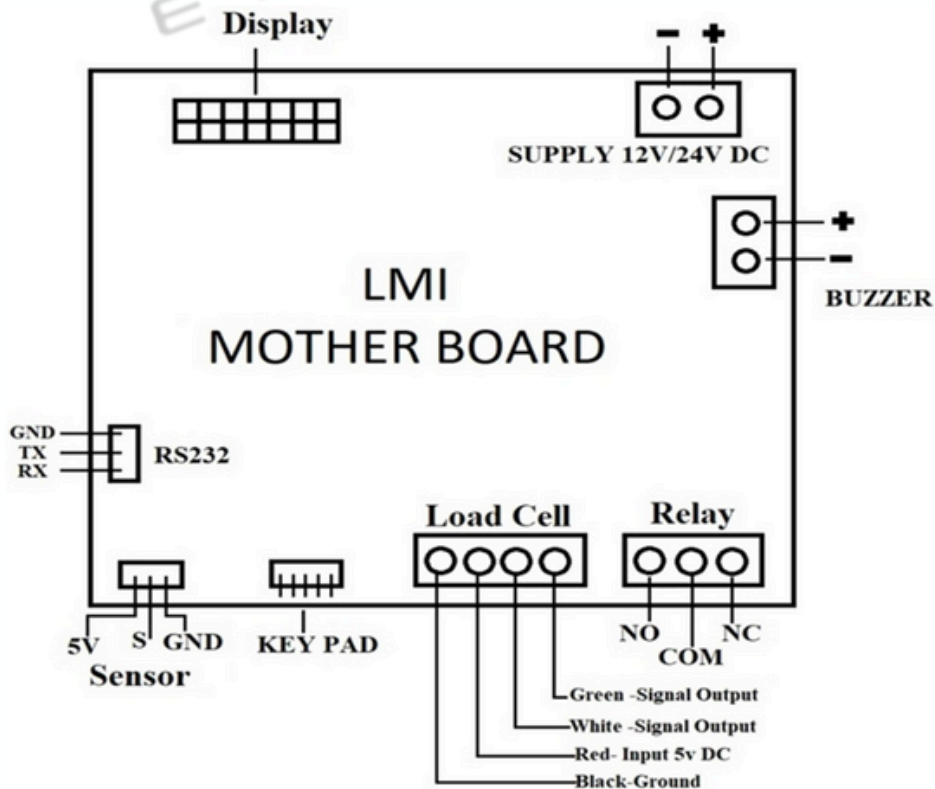 Display
- +
SUPPLY 12V/24V DC
+
-
BUZZER
LMI
MOTHER BOARD
GND
TX
RX
RS232
Load Cell
Relay
5V
S
GND
Sensor
KEY PAD
NO
COM
NC
Green -Signal Output
White -Signal Output
Red- Input 5v DC
Black-Ground